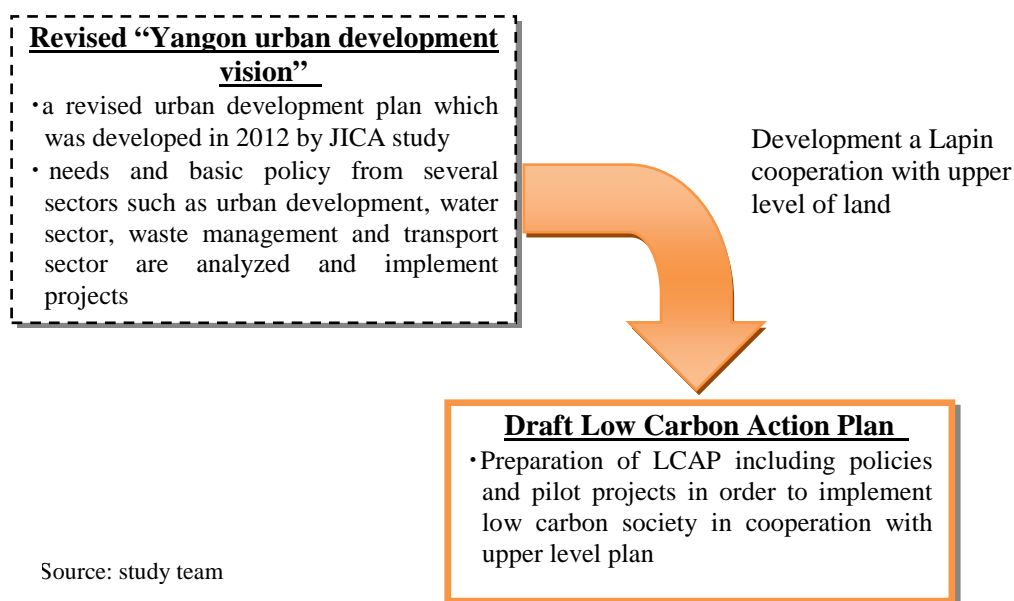 Revised “Yangon urban development
vision”
・a revised urban development plan which
was developed in 2012 by JICA study
・ needs and basic policy from several
sectors such as urban development, water
sector, waste management and transport
sector are analyzed and implement
projects
Development a Lapin
cooperation with upper
level of land
Draft Low Carbon Action Plan
・Preparation of LCAP including policies
and pilot projects in order to implement
low carbon society in cooperation with
upper level plan
Source: study team